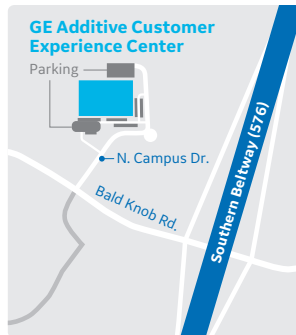 GE Additive Customer
Experience Center
Parking
N. Campus Dr.
Bald Knob Rd.
Southern Beltway (576)